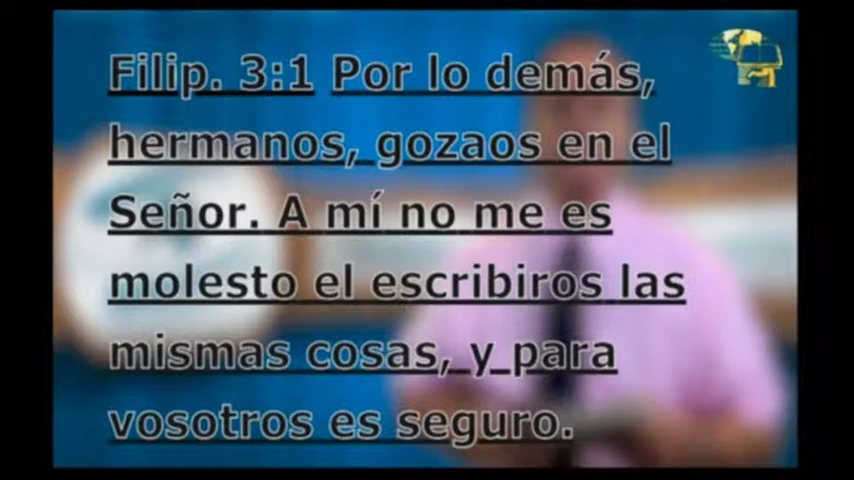 Filip. 3:1 Por lo demás,
hermanos, gozaos en el
Señor. A mí no me es
molesto el escribiros las
mismas cosas, y para
vosotros es seguro.